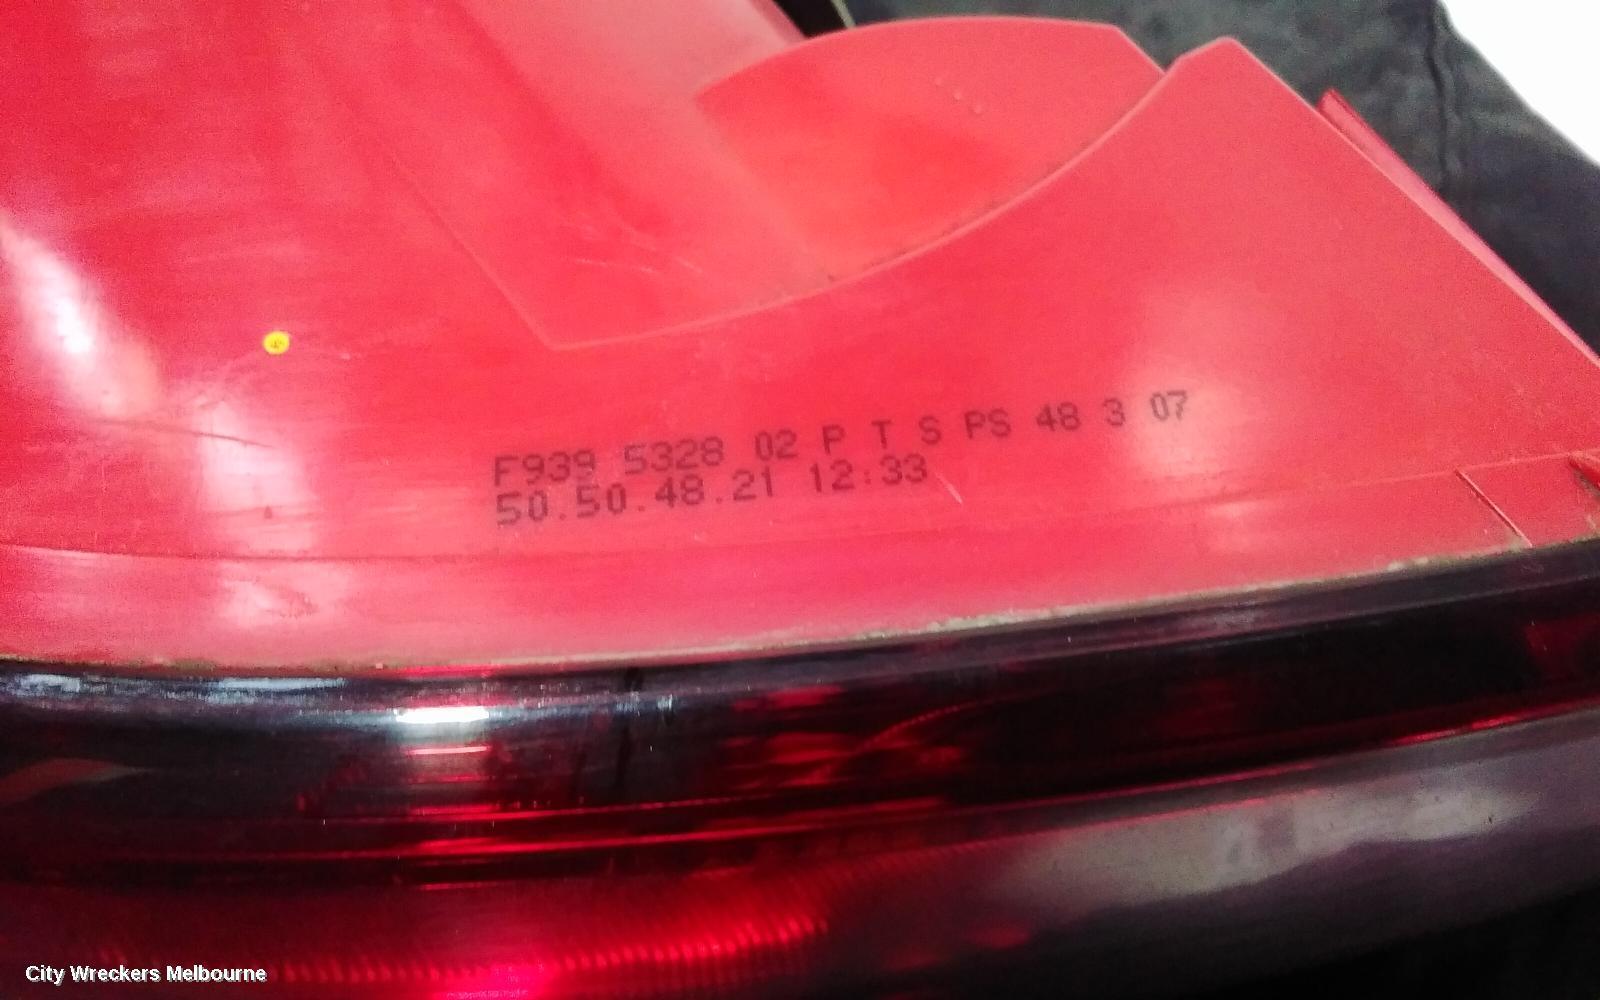 F939 5328 02 P T S PS 48 3 07
50.50.48.21 12:33
City Wreckers Melbourne